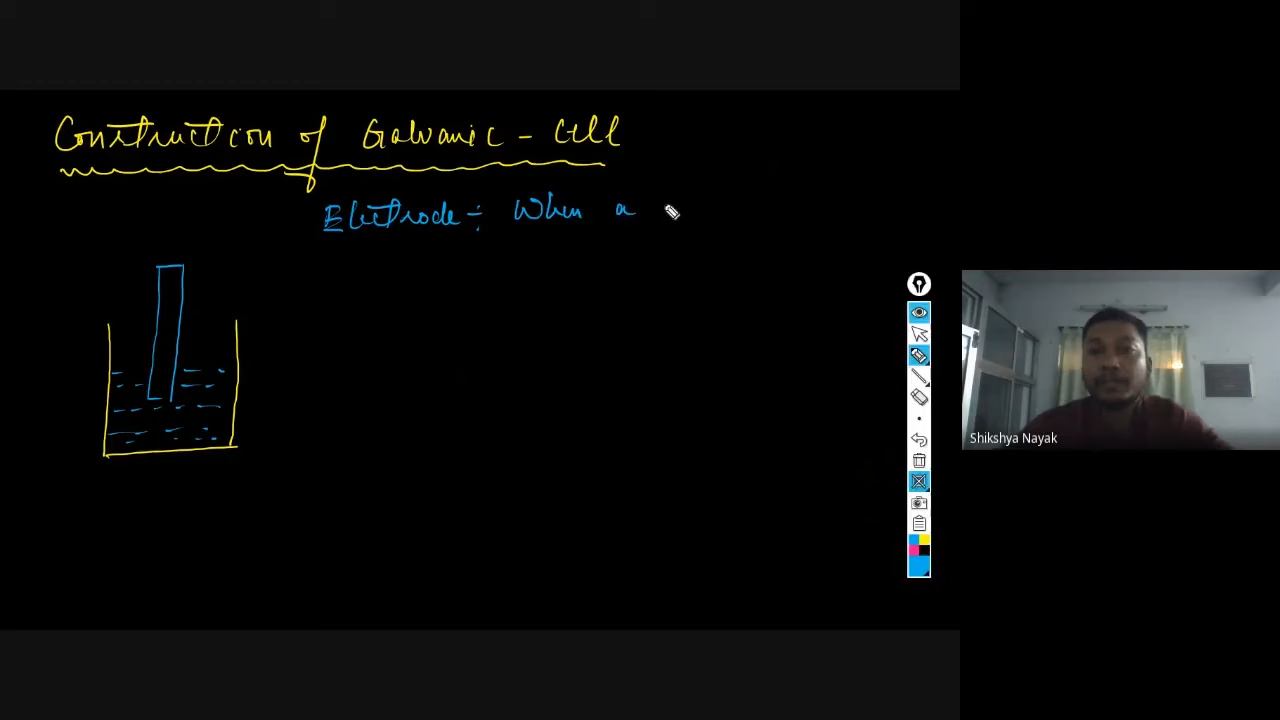 Construction of Galvanic - Cell
Electrode ÷ When a
Shikshya Nayak